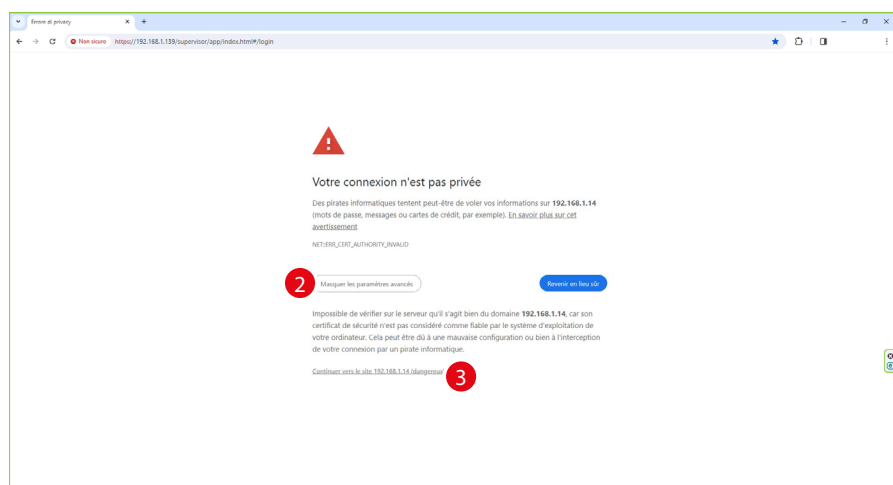 Errore di privacy
Non sicuro https://192.168.1.139/supervisor/app/index.html#/login
Votre connexion n'est pas privée
Des pirates informatiques tentent peut-être de voler vos informations sur 192.168.1.14
(mots de passe, messages ou cartes de crédit, par exemple). En savoir plus sur cet
avertissement
NET::ERR_CERT_AUTHORITY_INVALID
2 Masquer les paramètres avancés Revenir en lieu sûr
Impossible de vérifier sur le serveur qu'il s'agit bien du domaine 192.168.1.14, car son
certificat de sécurité n'est pas considéré comme fiable par le système d'exploitation de
votre ordinateur. Cela peut être dû à une mauvaise configuration ou bien à l'interception
de votre connexion par un pirate informatique.
Continuer vers le site 192.168.1.14 (dangereux) 3